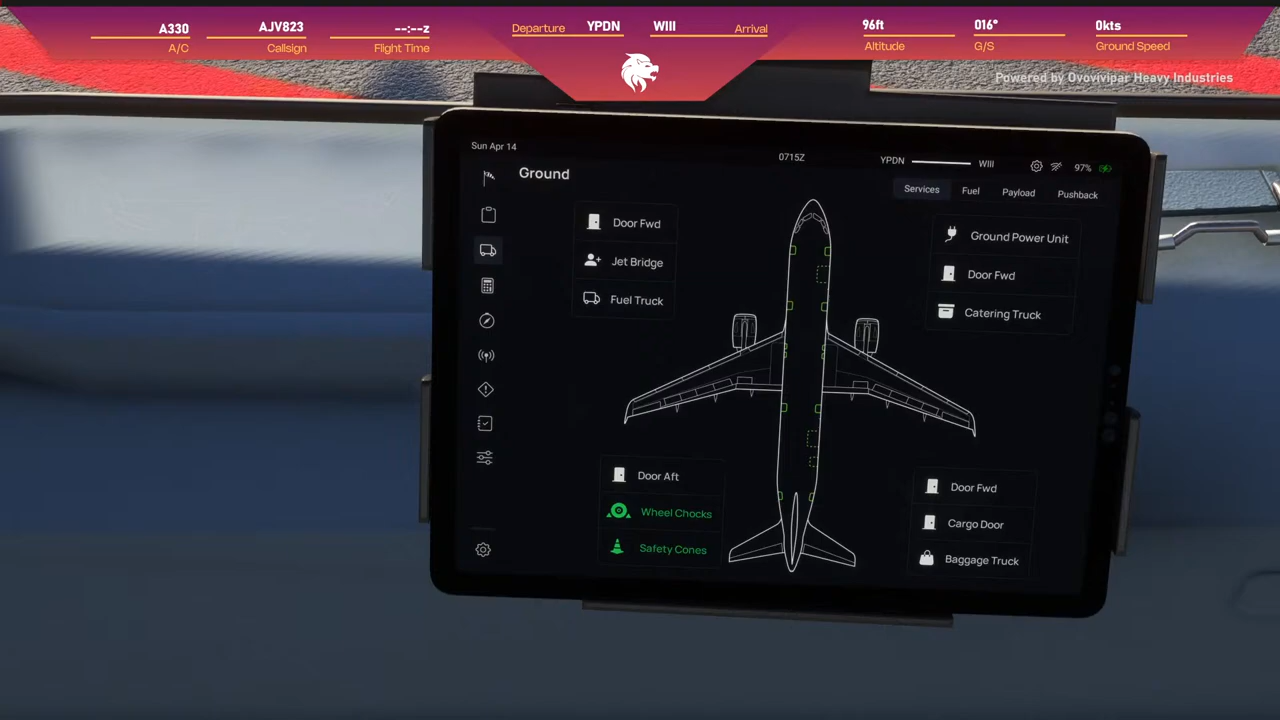 A330
A/C
AJV823
Callsign
--:--z
Flight Time
Departure
YPDN
WIII
Arrival
96ft
Altitude
016°
G/S
0kts
Ground Speed
Powered by Ovovivipar Heavy Industries
Sun Apr 14
0715Z
YPDN
WIII
97%
Ground
Services
Fuel
Payload
Pushback
Door Fwd
Jet Bridge
Fuel Truck
Ground Power Unit
Door Fwd
Catering Truck
Door Aft
Wheel Chocks
Safety Cones
Door Fwd
Cargo Door
Baggage Truck